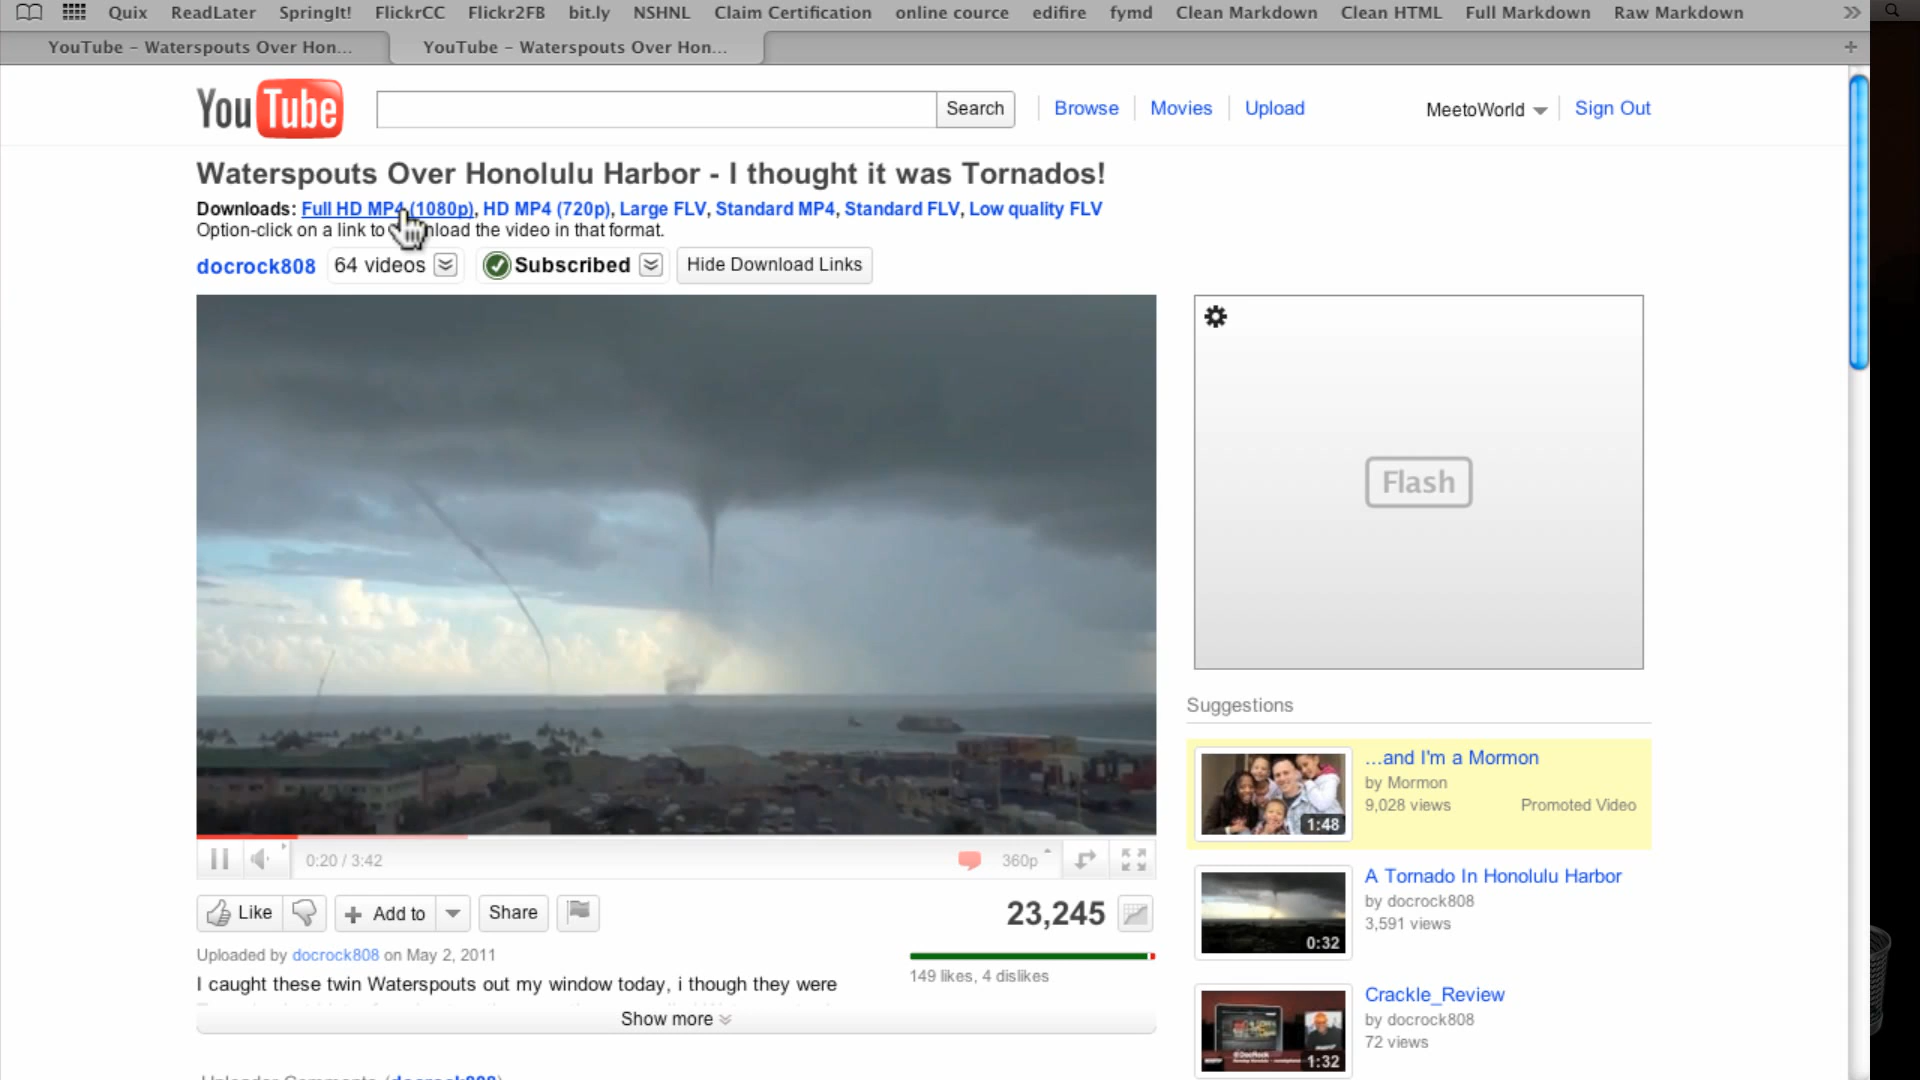 Quix ReadLater SpringIt! FlickrCC Flickr2FB bit.ly NSHNL Claim Certification online cource edifire fymd Clean Markdown Clean HTML Full Markdown Raw Markdown
YouTube – Waterspouts Over Hon... YouTube – Waterspouts Over Hon...
YouTube Search Browse Movies Upload MeetoWorld Sign Out
Waterspouts Over Honolulu Harbor - I thought it was Tornados!
Downloads: Full HD MP4 (1080p), HD MP4 (720p), Large FLV, Standard MP4, Standard FLV, Low quality FLV
Option-click on a link to nload the video in that format.
docrock808 64 videos Subscribed Hide Download Links
Flash
Suggestions
...and I'm a Mormon
by Mormon
9,028 views Promoted Video
1:48
A Tornado In Honolulu Harbor
by docrock808
3,591 views
0:32
Crackle_Review
by docrock808
72 views
1:32
0:20 / 3:42 360p
Like Add to Share 23,245
Uploaded by docrock808 on May 2, 2011
149 likes, 4 dislikes
I caught these twin Waterspouts out my window today, i though they were
Show more
Uploader Comments (docrock808)